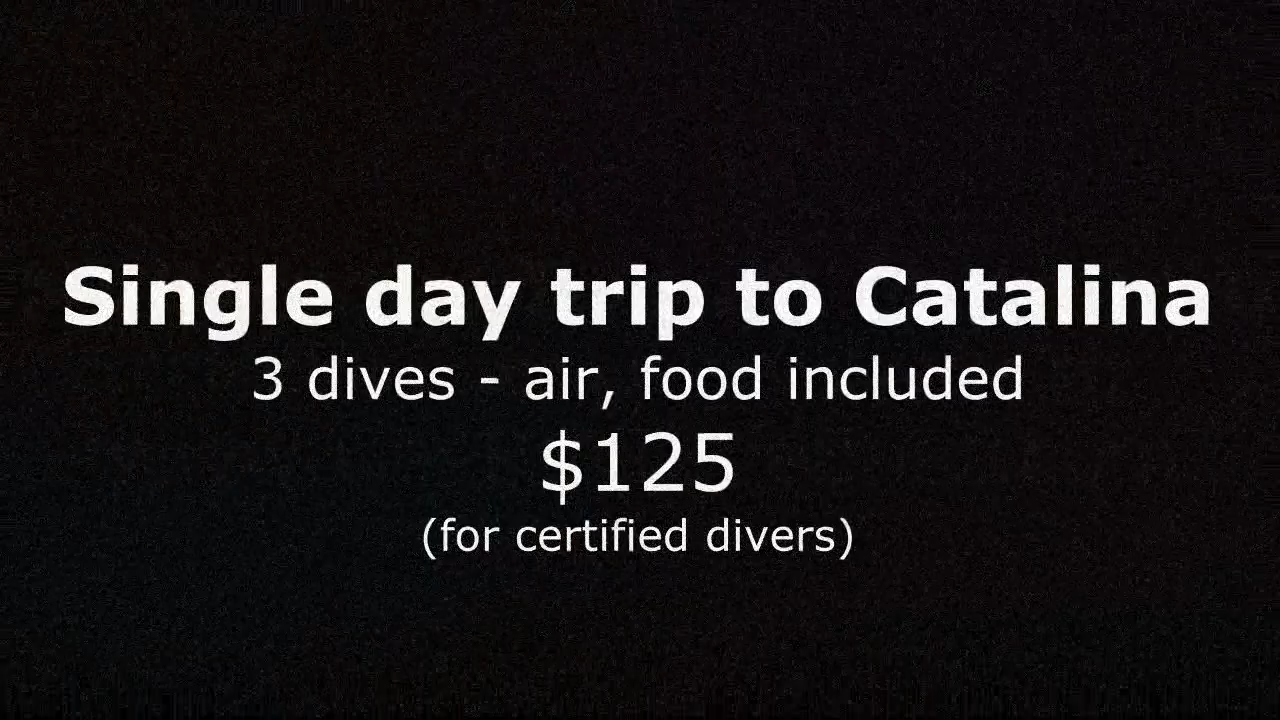 Single day trip to Catalina
3 dives - air, food included
$125
(for certified divers)